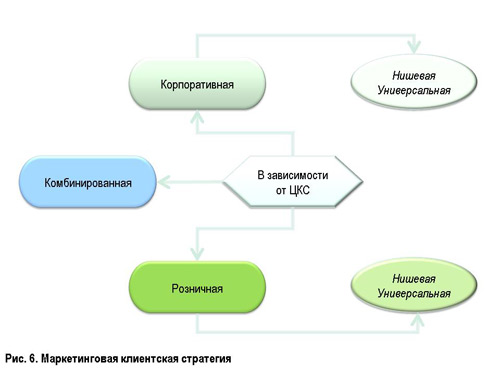 Корпоративная
Нишевая
Универсальная
Комбинированная
В зависимости
от ЦКС
Розничная
Нишевая
Универсальная
Рис. 6. Маркетинговая клиентская стратегия